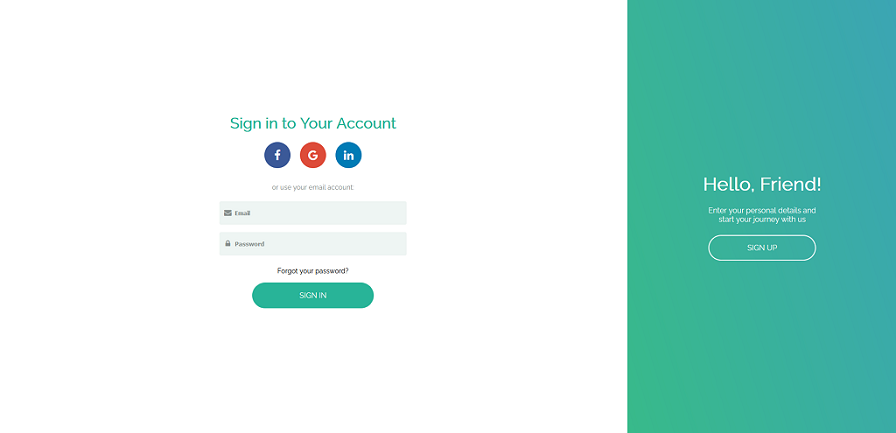 Sign in to Your Account
f G in
or use your email account:
Email
Password
Forgot your password?
SIGN IN
Hello, Friend!
Enter your personal details and
start your journey with us
SIGN UP